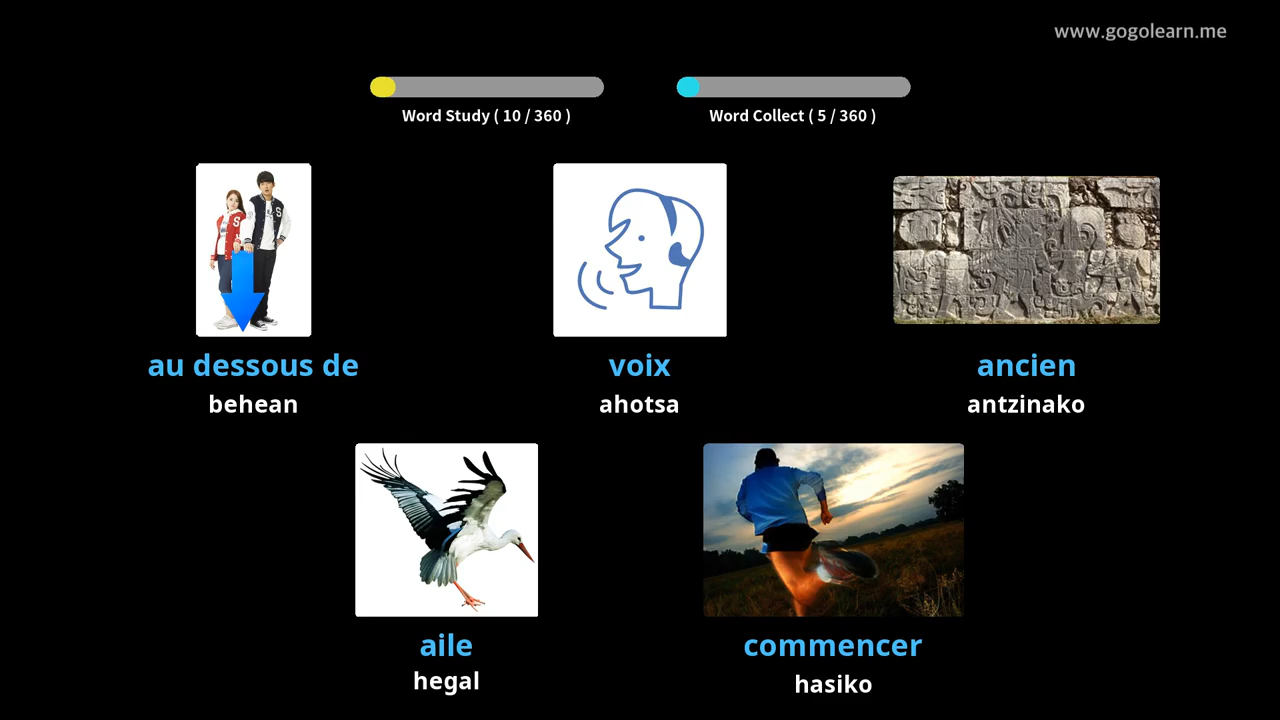 www.gogolearn.me
Word Study ( 10 / 360 )
Word Collect ( 5 / 360 )
S
S
au dessous de
behean
voix
ahotsa
ancien
antzinako
aile
hegal
commencer
hasiko